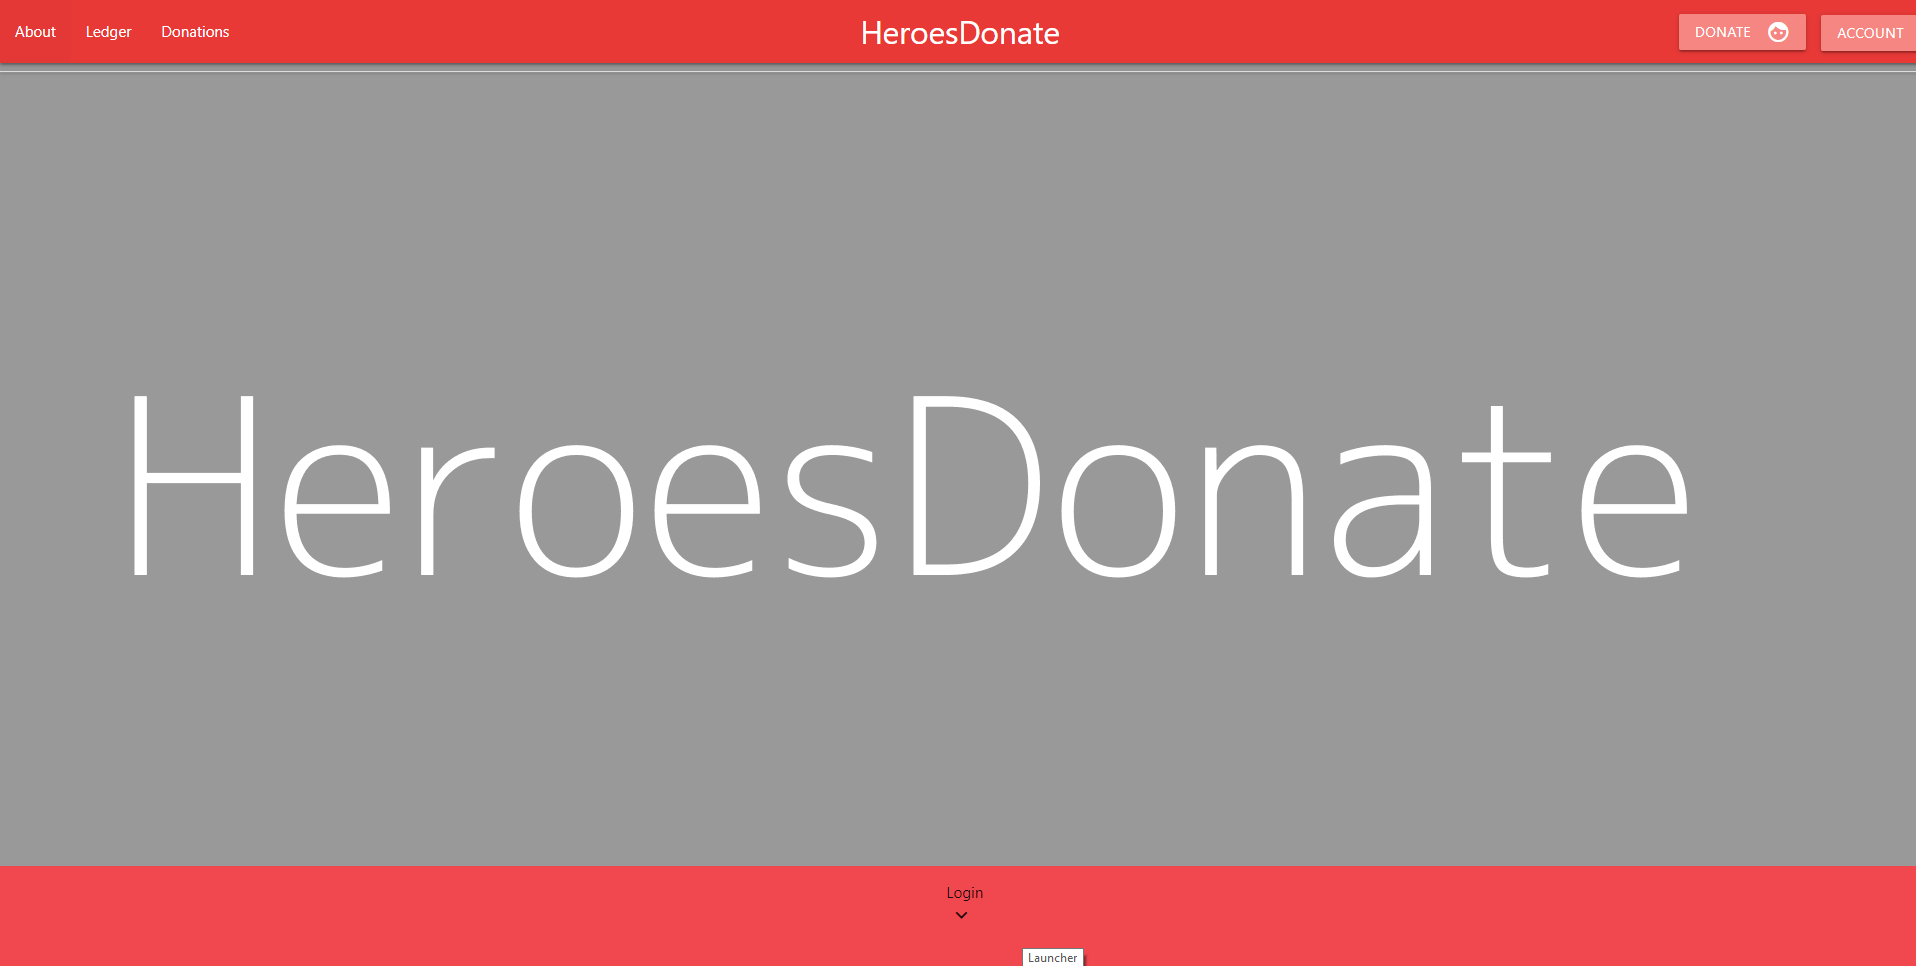 About Ledger Donations HeroesDonate DONATE ACCOUNT
HeroesDonate
Login
Launcher